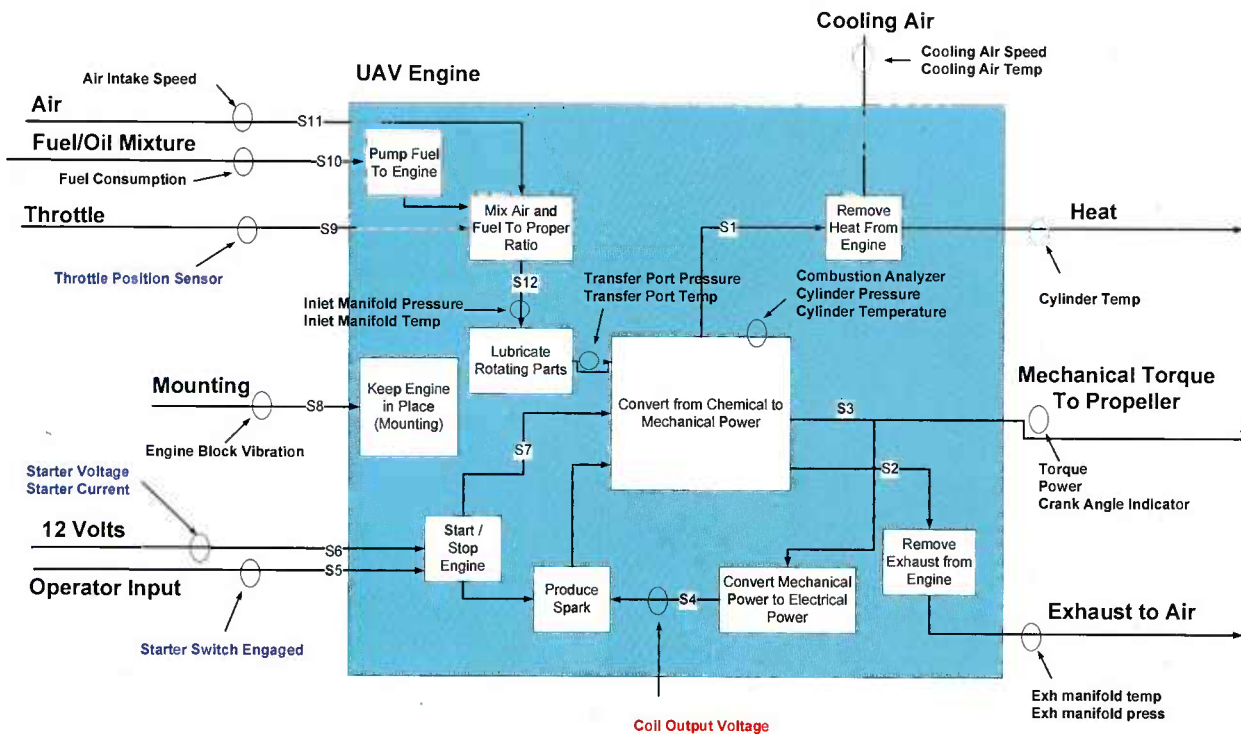 Cooling Air
Cooling Air Speed
Cooling Air Temp
UAV Engine
Air Intake Speed
Air
S11
Fuel/Oil Mixture
S10
Pump Fuel
To Engine
Fuel Consumption
Throttle
S9
Mix Air and
Fuel To Proper
Ratio
S1
Remove
Heat From
Engine
Heat
Throttle Position Sensor
S12
Transfer Port Pressure
Transfer Port Temp
Combustion Analyzer
Cylinder Pressure
Cylinder Temperature
Cylinder Temp
Inlet Manifold Pressure
Inlet Manifold Temp
Lubricate
Rotating Parts
Mounting
S8
Keep Engine
in Place
(Mounting)
Convert from Chemical to
Mechanical Power
S3
Mechanical Torque
To Propeller
Engine Block Vibration
S7
S2
Torque
Power
Crank Angle Indicator
Starter Voltage
Starter Current
12 Volts
S6
Start /
Stop
Engine
S5
Operator Input
Produce
Spark
S4
Convert Mechanical
Power to Electrical
Power
Remove
Exhaust from
Engine
Exhaust to Air
Starter Switch Engaged
Exh manifold temp
Exh manifold press
Coil Output Voltage